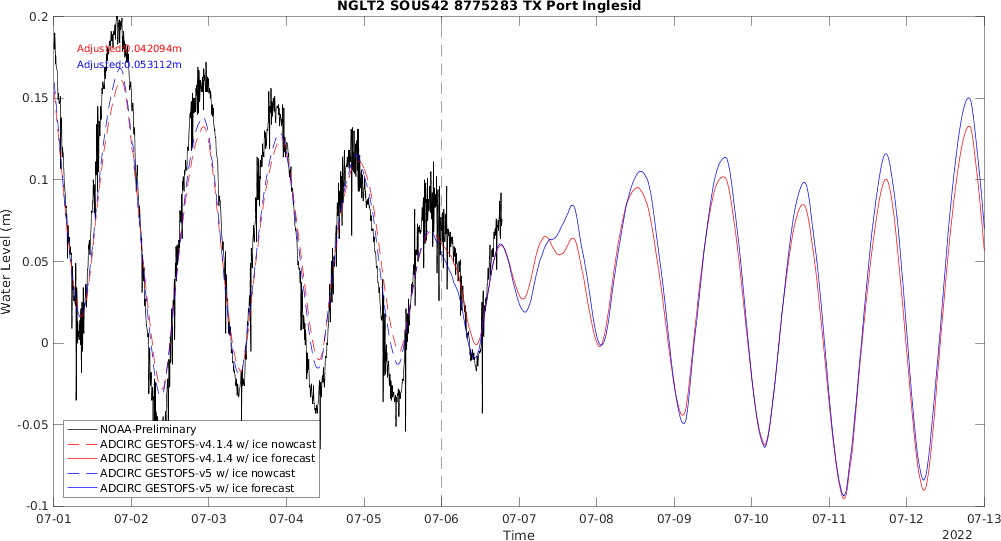 NGLT2 SOUS42 8775283 TX Port Inglesid
Adjusted:0.042094m
Adjusted:0.053112m
Water Level (m)
0.2
0.15
0.1
0.05
0
-0.05
-0.1
NOAA-Preliminary
ADCIRC GESTOFS-v4.1.4 w/ ice nowcast
ADCIRC GESTOFS-v4.1.4 w/ ice forecast
ADCIRC GESTOFS-v5 w/ ice nowcast
ADCIRC GESTOFS-v5 w/ ice forecast
07-01 07-02 07-03 07-04 07-05 07-06 07-07 07-08 07-09 07-10 07-11 07-12 07-13
Time
2022